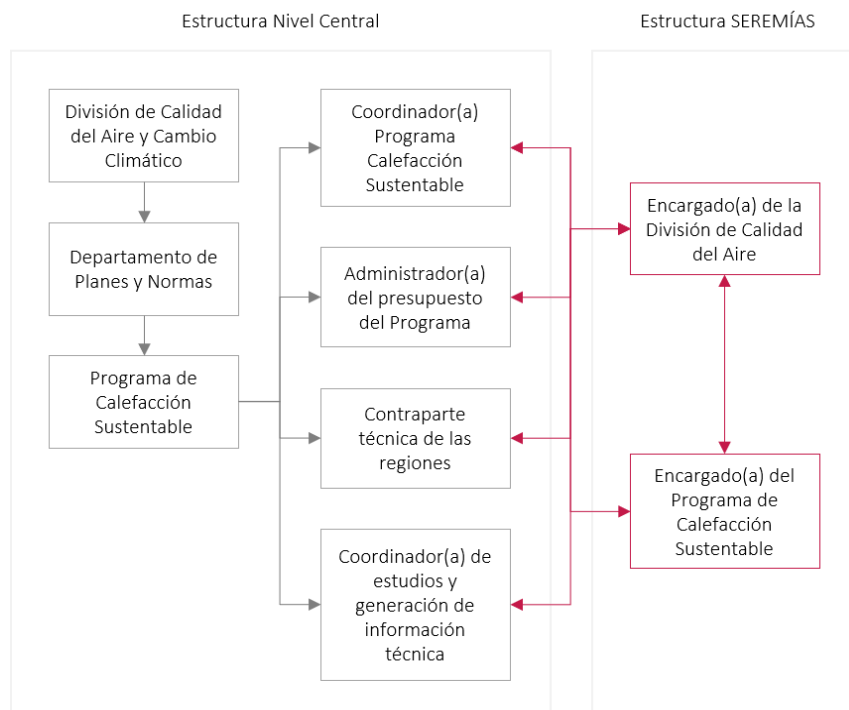 Estructura Nivel Central
Estructura SEREMÍAS
División de Calidad
del Aire y Cambio
Climático
Departamento de
Planes y Normas
Programa de
Calefacción
Sustentable
Coordinador(a)
Programa
Calefacción
Sustentable
Administrador(a)
del presupuesto
del Programa
Contraparte
técnica de las
regiones
Coordinador(a) de
estudios y
generación de
información
técnica
Encargado(a) de la
División de Calidad
del Aire
Encargado(a) del
Programa de
Calefacción
Sustentable